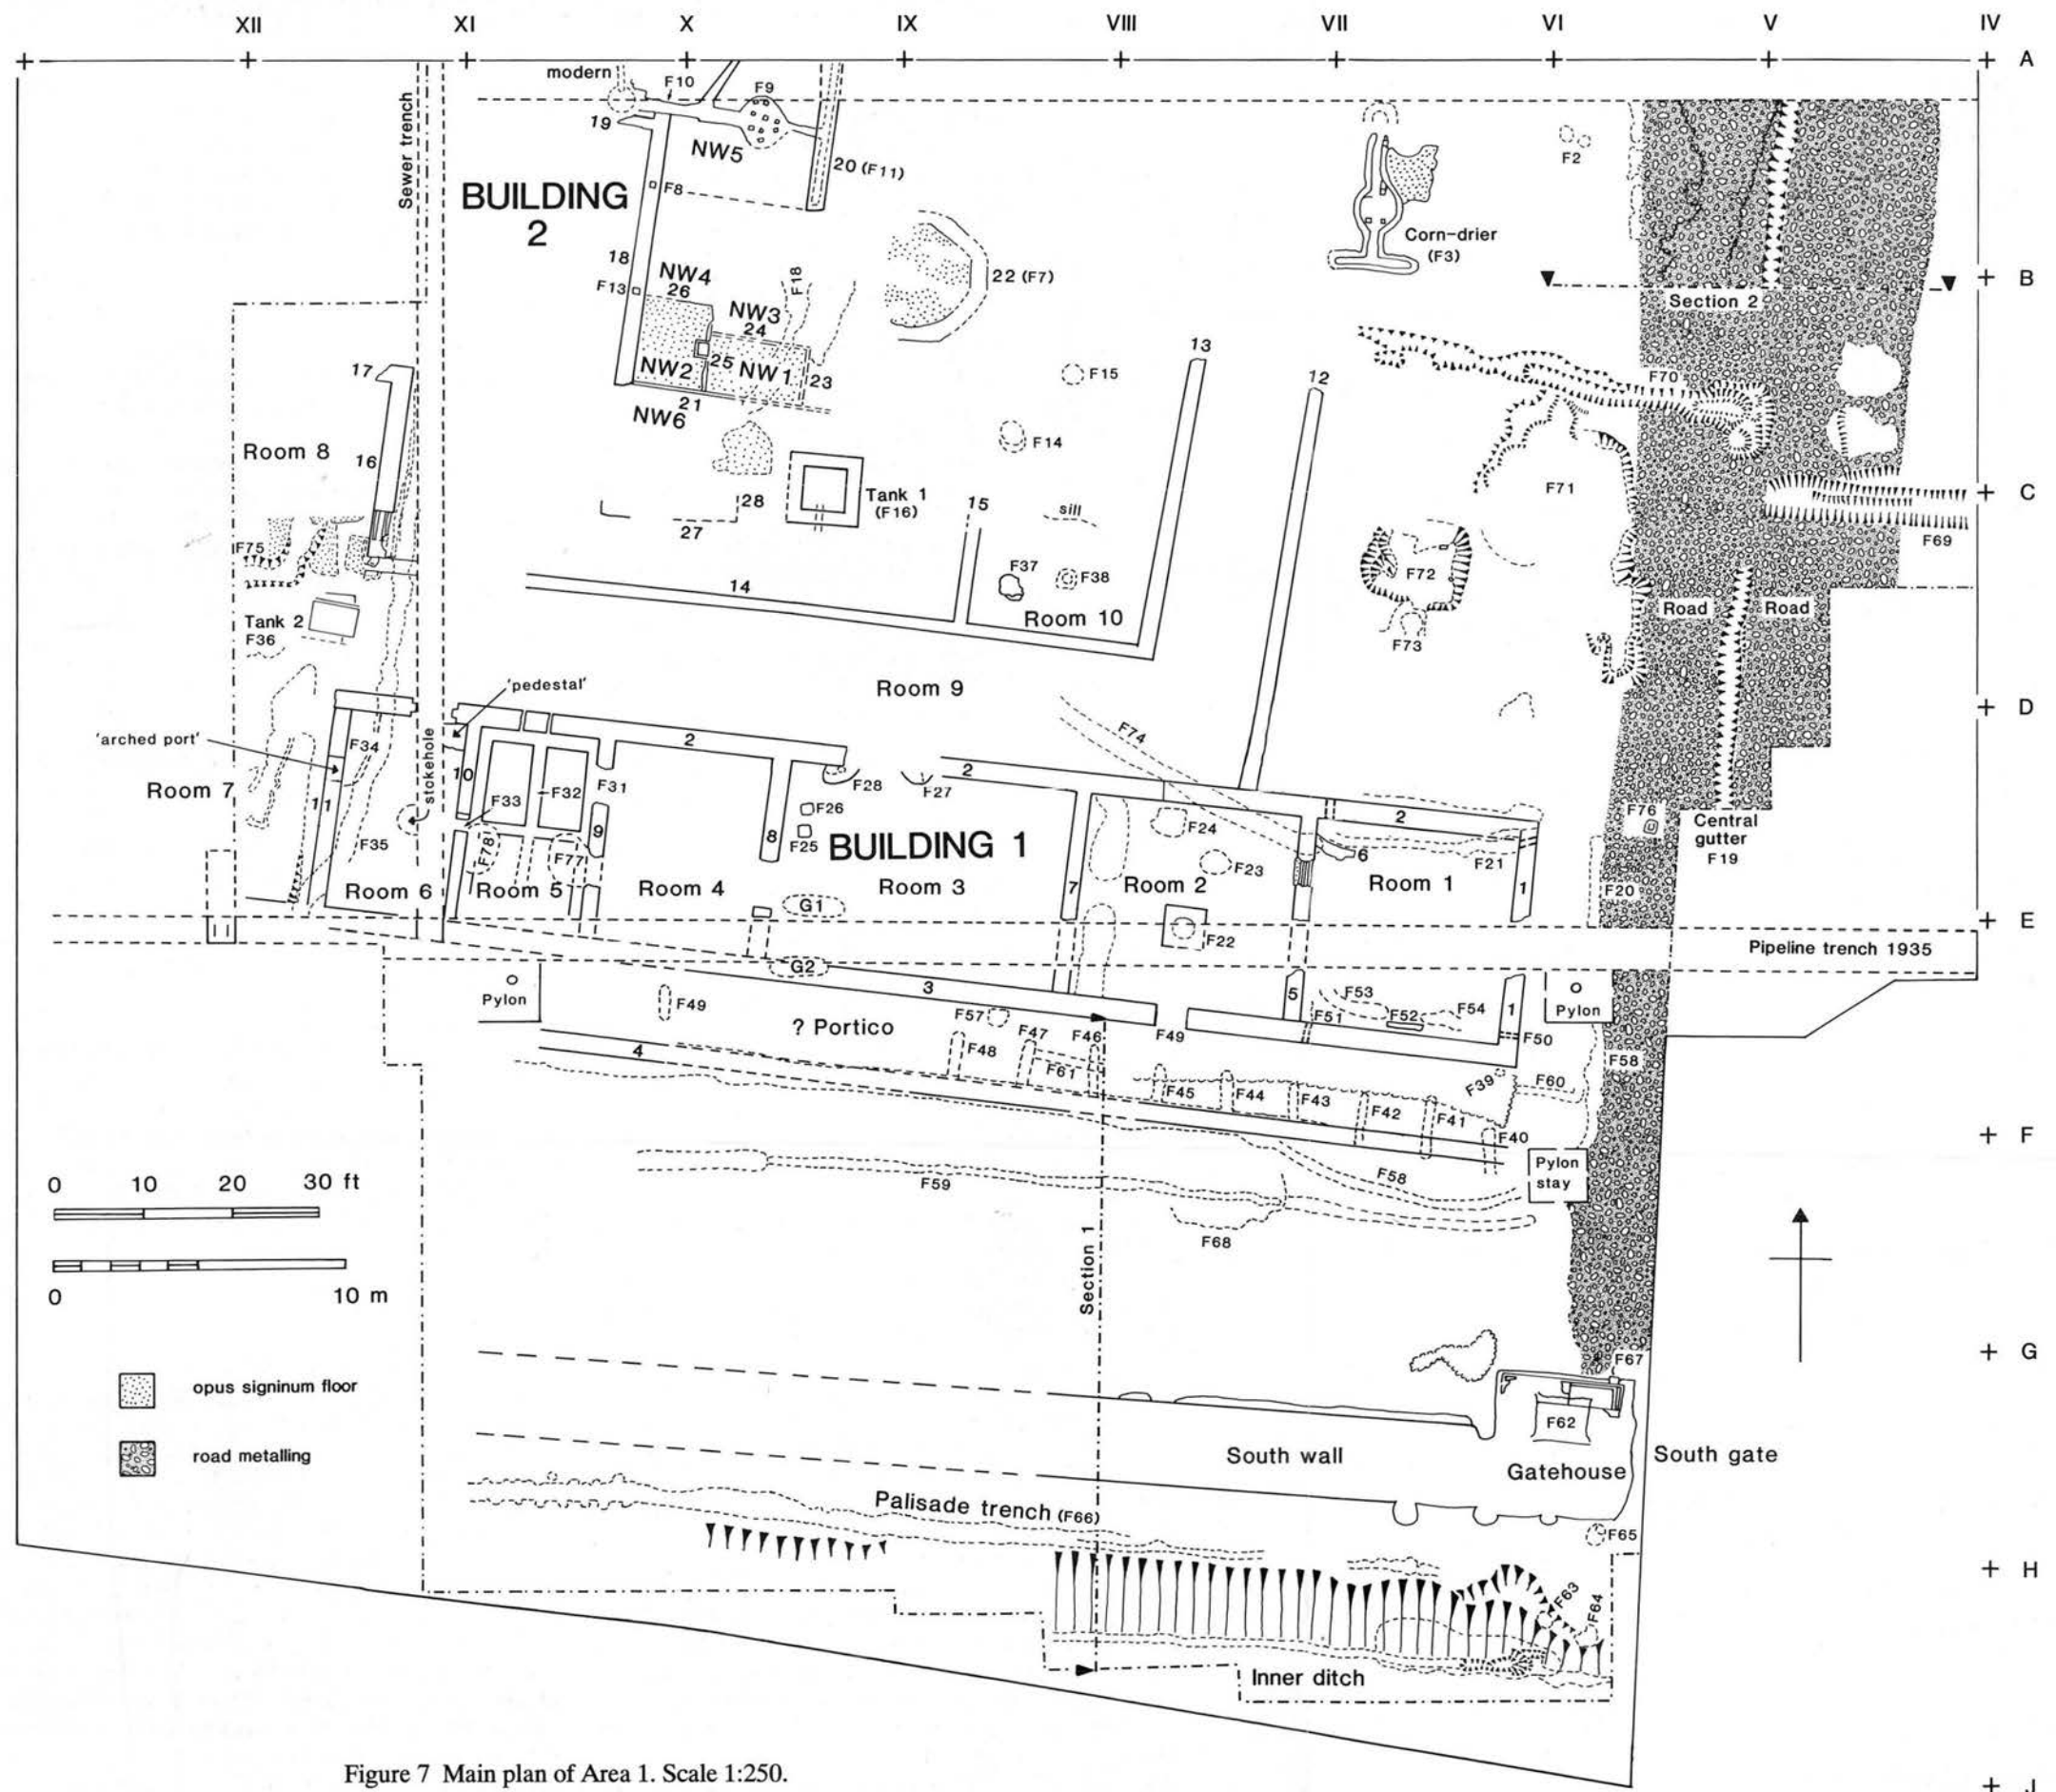 XII XI X IX VIII VII VI V IV
A
modern
F10
F9
19
NW5
20 (F11)
F2
Sewer trench
BUILDING
2
F8
Corn-drier
(F3)
18
NW4
26
F13
F18
22 (F7)
B
Section 2
NW3
24
NW2
25
NW1
23
21
NW6
17
F15
13
12
F70
Room 8
16
F14
F71
C
28
27
Tank 1
(F16)
15
sill
F69
F75
14
F37
F38
Room 10
F72
F73
Road
Road
Tank 2
F36
Room 9
'pedestal'
D
'arched port'
F34
stokehole
2
F74
Room 7
11
10
F33
F32
F31
F28
2
F27
F26
2
F76
Central
gutter
F19
F35
F78
F77
9
8
F25
BUILDING 1
F24
F23
6
F21
Room 6
Room 5
Room 4
Room 3
7
Room 2
Room 1
1
F20
G1
E
F22
Pipeline trench 1935
G2
Pylon
F49
3
5
F53
F52
F54
1
Pylon
? Portico
F57
F47
F46
F49
F51
F50
4
F48
F61
F58
F45
F44
F43
F42
F41
F39
F60
F40
F
F59
F58
Pylon
stay
0 10 20 30 ft
F68
Section 1
0 10 m
G
F67
opus signinum floor
F62
road metalling
South wall
Gatehouse
South gate
Palisade trench (F66)
F65
H
F63
F64
Inner ditch
Figure 7 Main plan of Area 1. Scale 1:250.
J